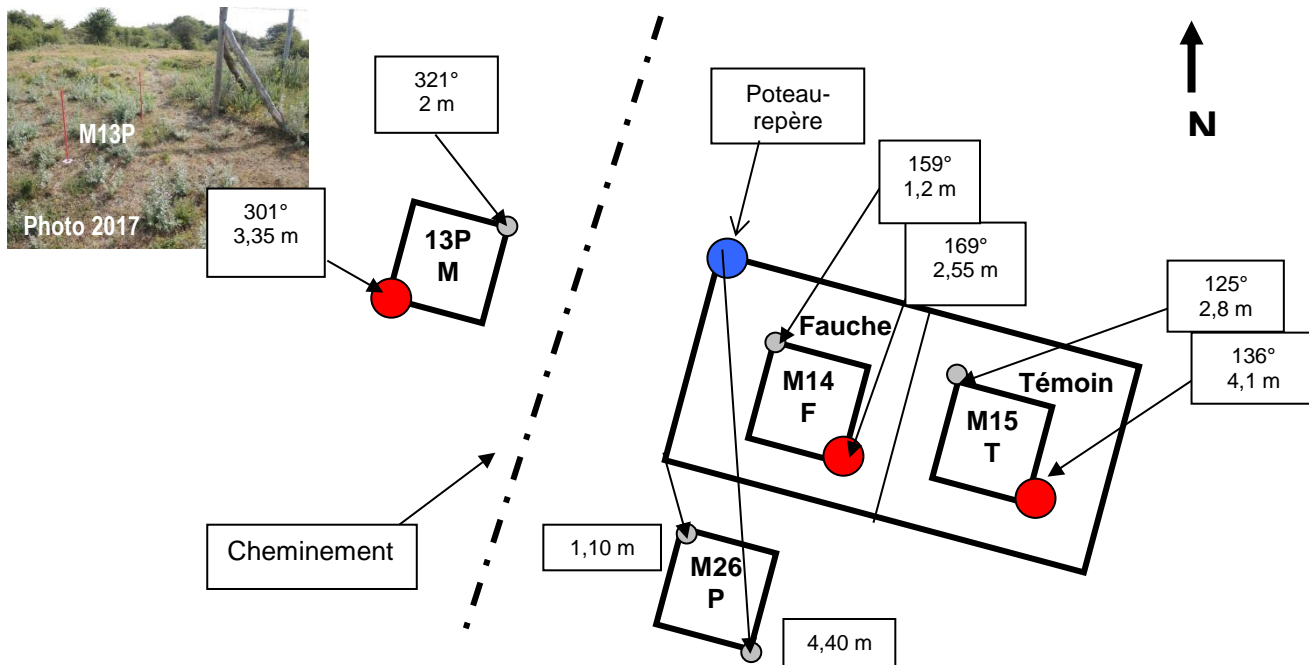 M13P
Photo 2017
321°
2 m
301°
3,35 m
13P
M
Poteau-
repère
N
159°
1,2 m
169°
2,55 m
125°
2,8 m
136°
4,1 m
Fauche
M14
F
Témoin
M15
T
Cheminement
1,10 m
M26
P
4,40 m